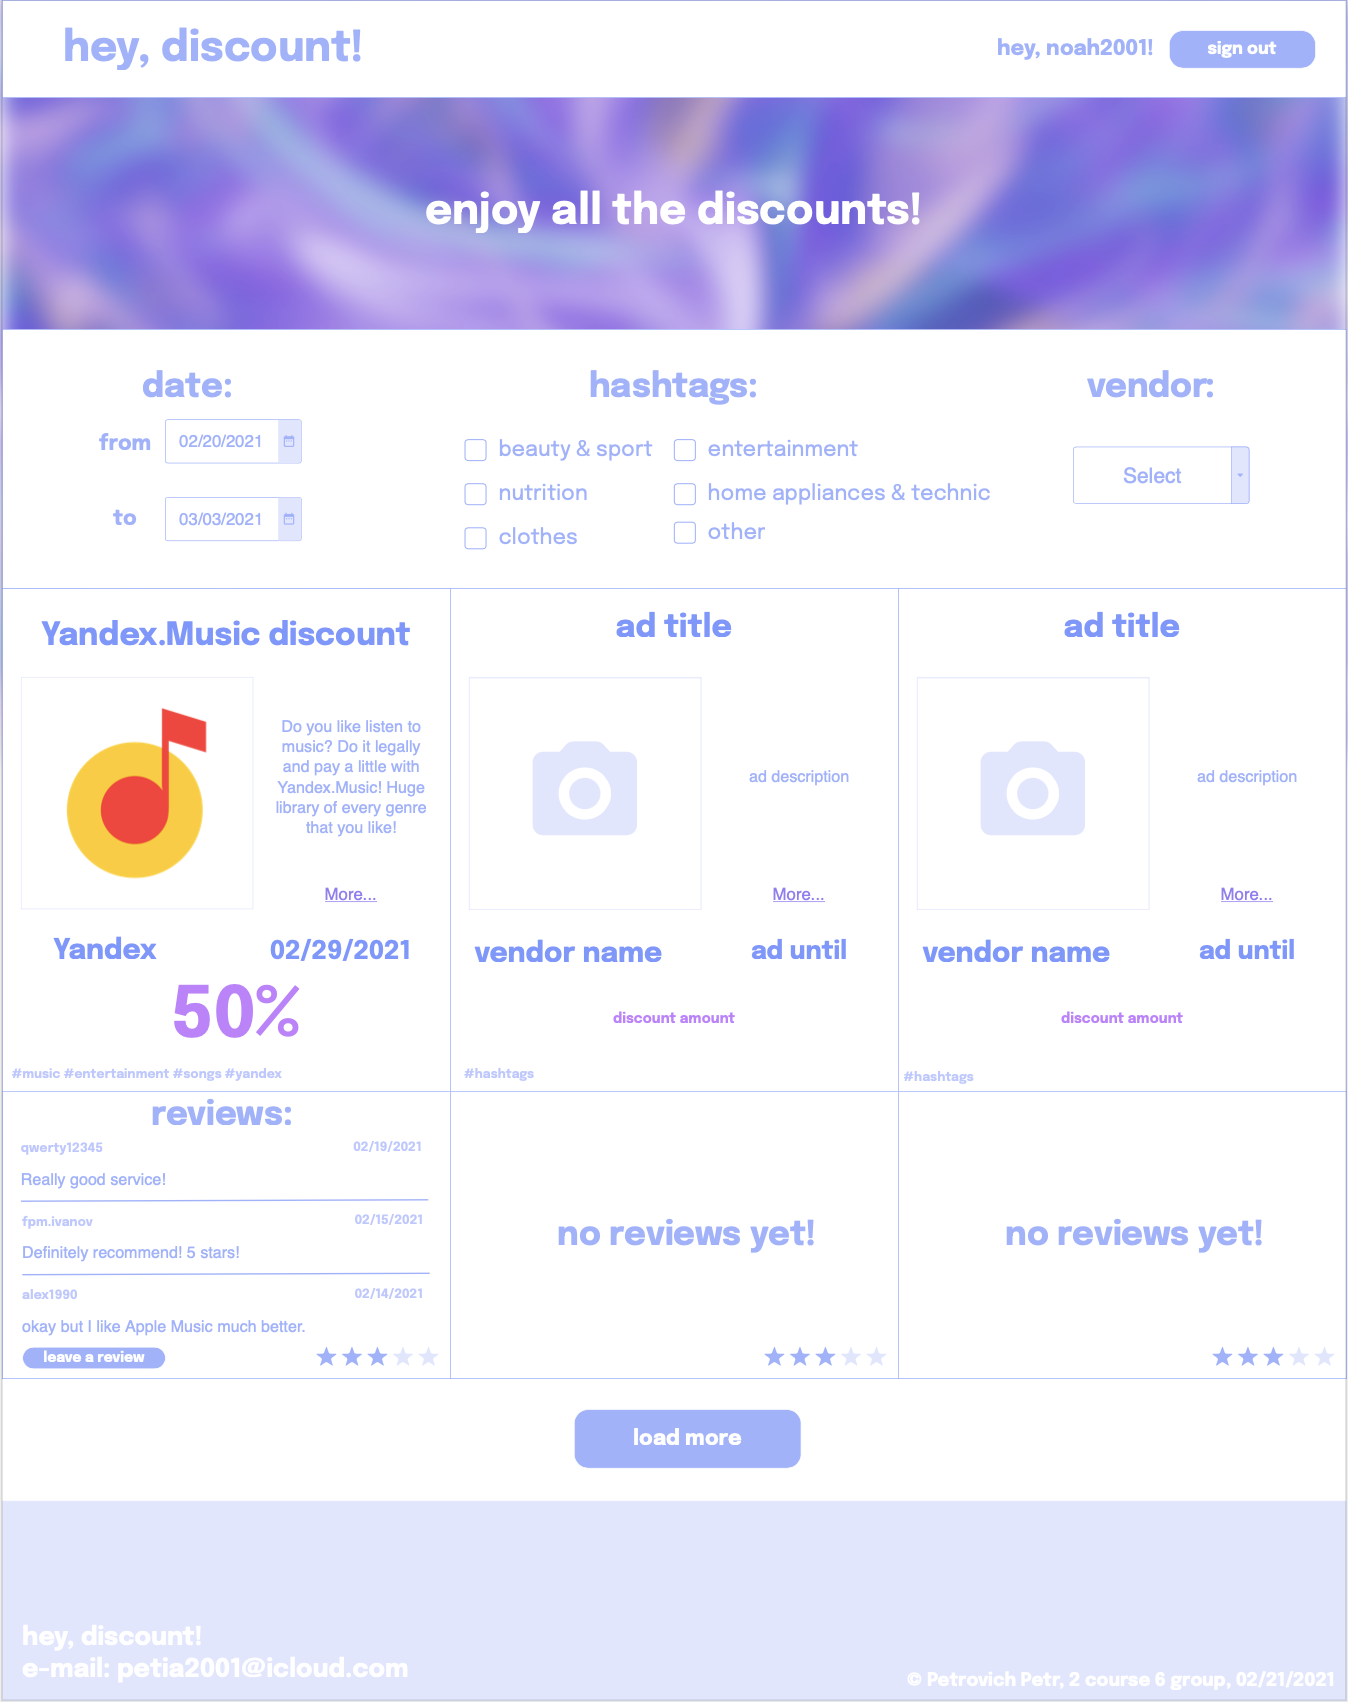 hey, discount!
hey, noah2001!
sign out
enjoy all the discounts!
date:
from
02/20/2021
to
03/03/2021
hashtags:
beauty & sport
entertainment
nutrition
home appliances & technic
clothes
other
vendor:
Select
Yandex.Music discount
Do you like listen to
music? Do it legally
and pay a little with
Yandex.Music! Huge
library of every genre
that you like!
More...
Yandex
02/29/2021
50%
#music #entertainment #songs #yandex
ad title
ad description
More...
vendor name
ad until
discount amount
#hashtags
ad title
ad description
More...
vendor name
ad until
discount amount
#hashtags
reviews:
qwerty12345
02/19/2021
Really good service!
fpm.ivanov
02/15/2021
Definitely recommend! 5 stars!
alex1990
02/14/2021
okay but I like Apple Music much better.
leave a review
no reviews yet!
no reviews yet!
load more
hey, discount!
e-mail: petia2001@icloud.com
© Petrovich Petr, 2 course 6 group, 02/21/2021